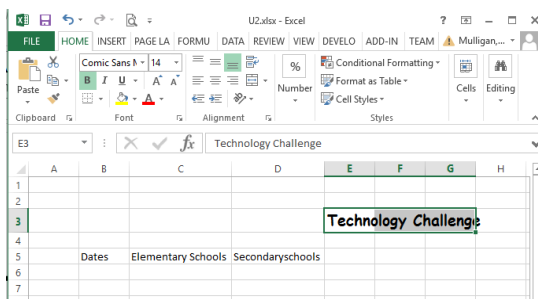 U2.xlsx - Excel
FILE HOME INSERT PAGE LA FORMU DATA REVIEW VIEW DEVELO ADD-IN TEAM Mulligan,...
Comic Sans N 14 % Conditional Formatting
B I U A A Format as Table
Paste Number Cell Styles Cells Editing
Clipboard Font Alignment Styles
E3 fx Technology Challenge
A B C D E F G H
1
2
3 Technology Challenge
4
5 Dates Elementary Schools Secondaryschools
6
7